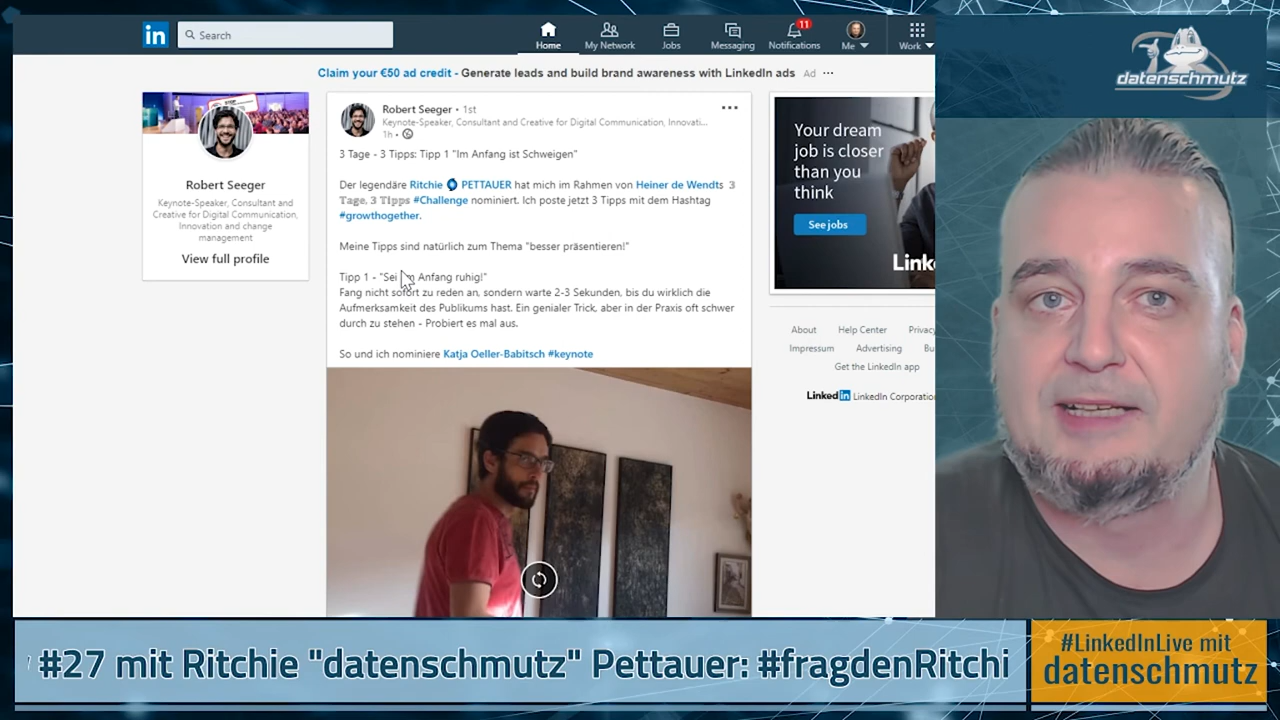 Search
Home
My Network
Jobs
Messaging
11
Notifications
Me
Work
Claim your €50 ad credit - Generate leads and build brand awareness with LinkedIn ads Ad ...
Robert Seeger
Keynote-Speaker, Consultant and
Creative for Digital Communication,
Innovation and change
management
View full profile
Robert Seeger • 1st
Keynote-Speaker, Consultant and Creative for Digital Communication, Innovati...
1h •
3 Tage - 3 Tipps: Tipp 1 "Im Anfang ist Schweigen"
Der legendäre Ritchie PETTAUER hat mich im Rahmen von Heiner de Wendts 3
Tage, 3 Tipps #Challenge nominiert. Ich poste jetzt 3 Tipps mit dem Hashtag
#growthogether.
Meine Tipps sind natürlich zum Thema "besser präsentieren!"
Tipp 1 - "Sei im Anfang ruhig!"
Fang nicht sofort zu reden an, sondern warte 2-3 Sekunden, bis du wirklich die
Aufmerksamkeit des Publikums hast. Ein genialer Trick, aber in der Praxis oft schwer
durch zu stehen - Probiert es mal aus.
So und ich nominiere Katja Oeller-Babitsch #keynote
Your dream
job is closer
than you
think
See jobs
Link
About Help Center Privac
Impressum Advertising Bu
Get the LinkedIn app
Linked in LinkedIn Corporatio
datenschmutz
#27 mit Ritchie "datenschmutz" Pettauer: #fragdenRitchi
#LinkedInLive mit
datenschmutz